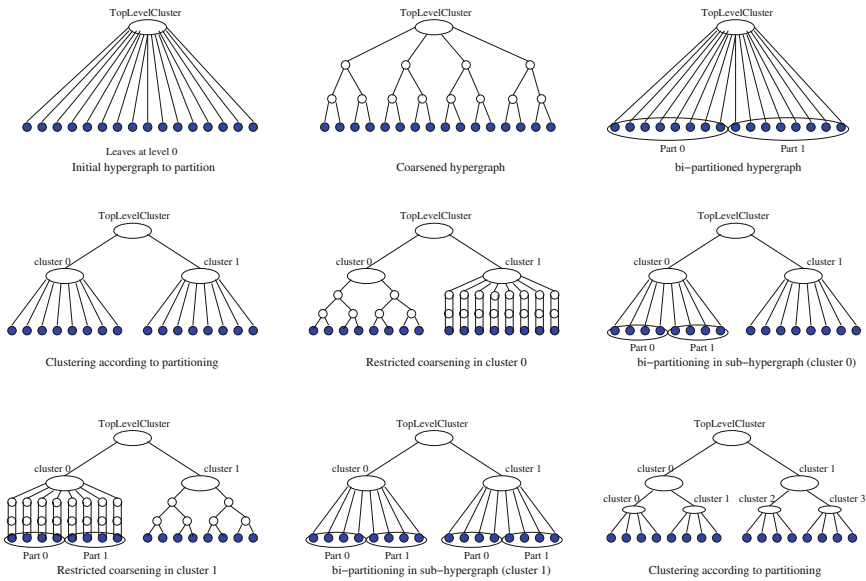 TopLevelCluster
Leaves at level 0
Initial hypergraph to partition
TopLevelCluster
Coarsened hypergraph
TopLevelCluster
Part 0
Part 1
bi−partitioned hypergraph
TopLevelCluster
cluster 0
cluster 1
Clustering according to partitioning
TopLevelCluster
cluster 0
cluster 1
Restricted coarsening in cluster 0
TopLevelCluster
cluster 0
cluster 1
Part 0
Part 1
bi−partitioning in sub−hypergraph (cluster 0)
TopLevelCluster
cluster 0
cluster 1
Part 0
Part 1
Restricted coarsening in cluster 1
TopLevelCluster
cluster 0
cluster 1
Part 0
Part 1
Part 0
Part 1
bi−partitioning in sub−hypergraph (cluster 1)
TopLevelCluster
cluster 0
cluster 1
cluster 0
cluster 1
cluster 2
cluster 3
Clustering according to partitioning